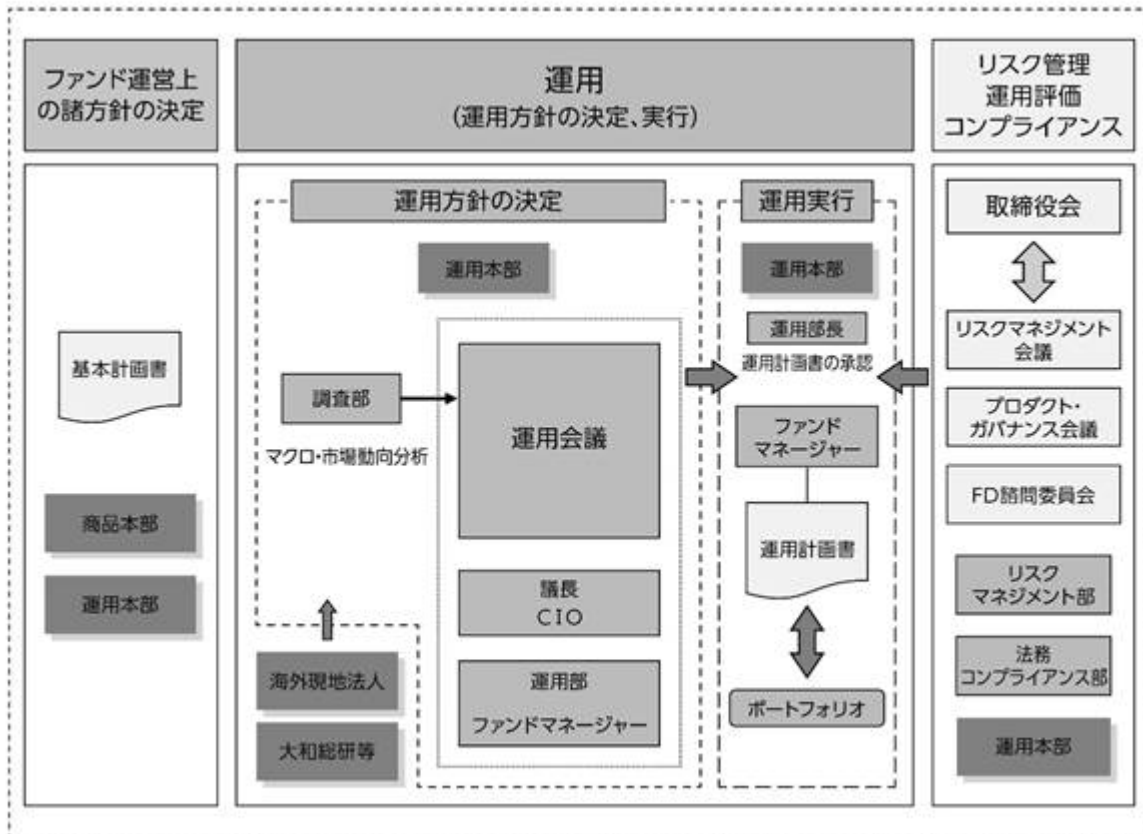 ファンド運営上
の諸方針の決定
運用
(運用方針の決定、実行)
リスク管理
運用評価
コンプライアンス
基本計画書
商品本部
運用本部
運用方針の決定
運用本部
調査部
マクロ・市場動向分析
運用会議
議長
CIO
運用部
ファンドマネージャー
海外現地法人
大和総研等
運用実行
運用本部
運用部長
運用計画書の承認
ファンド
マネージャー
運用計画書
ポートフォリオ
取締役会
リスクマネジメント
会議
プロダクト・
ガバナンス会議
FD諮問委員会
リスク
マネジメント部
法務
コンプライアンス部
運用本部